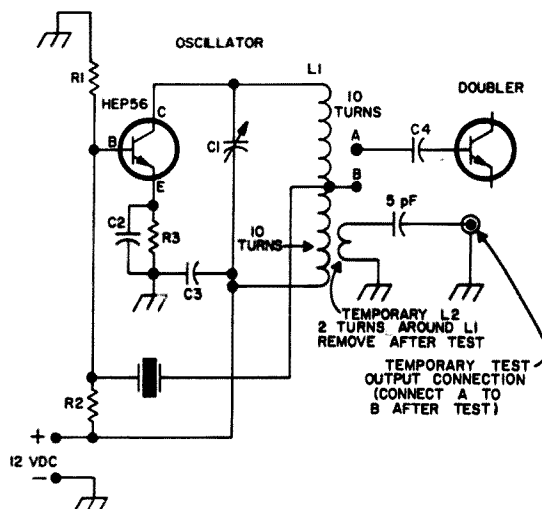 OSCILLATOR
R1
HEP56
C
B
E
C1
L1
10
TURNS
DOUBLER
A
C4
B
C2
R3
C3
10
TURNS
5 pF
TEMPORARY L2
2 TURNS AROUND L1
REMOVE AFTER TEST
TEMPORARY TEST
OUTPUT CONNECTION
(CONNECT A TO
B AFTER TEST)
R2
+
12 VDC
-